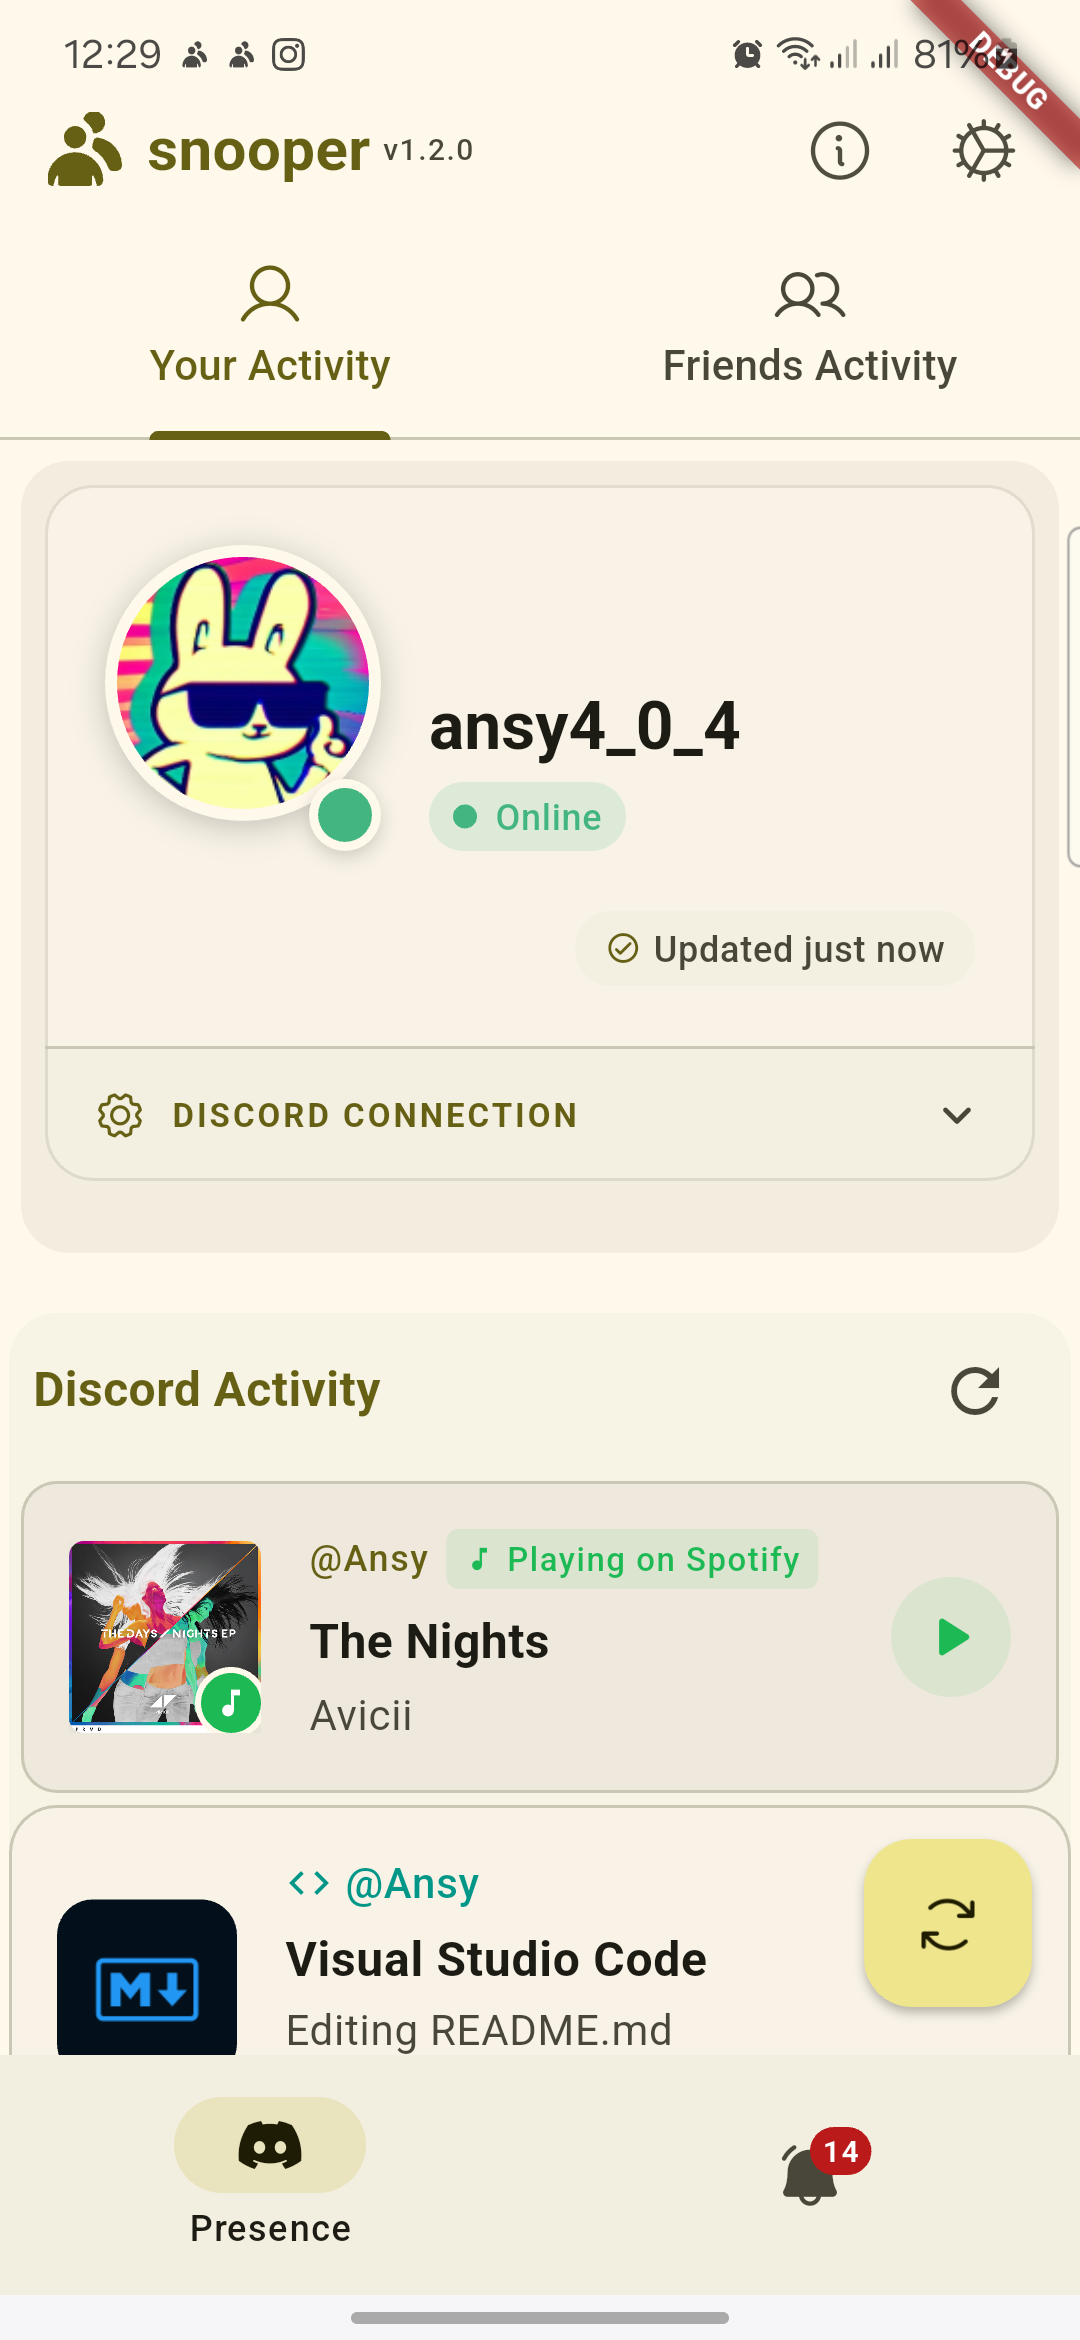 12:29
81%
DEBUG
snooper v1.2.0
Your Activity
Friends Activity
ansy4_0_4
Online
Updated just now
DISCORD CONNECTION
Discord Activity
@Ansy
Playing on Spotify
THE DAYS / NIGHTS EP
The Nights
Avicii
@Ansy
Visual Studio Code
M
Editing README.md
14
Presence